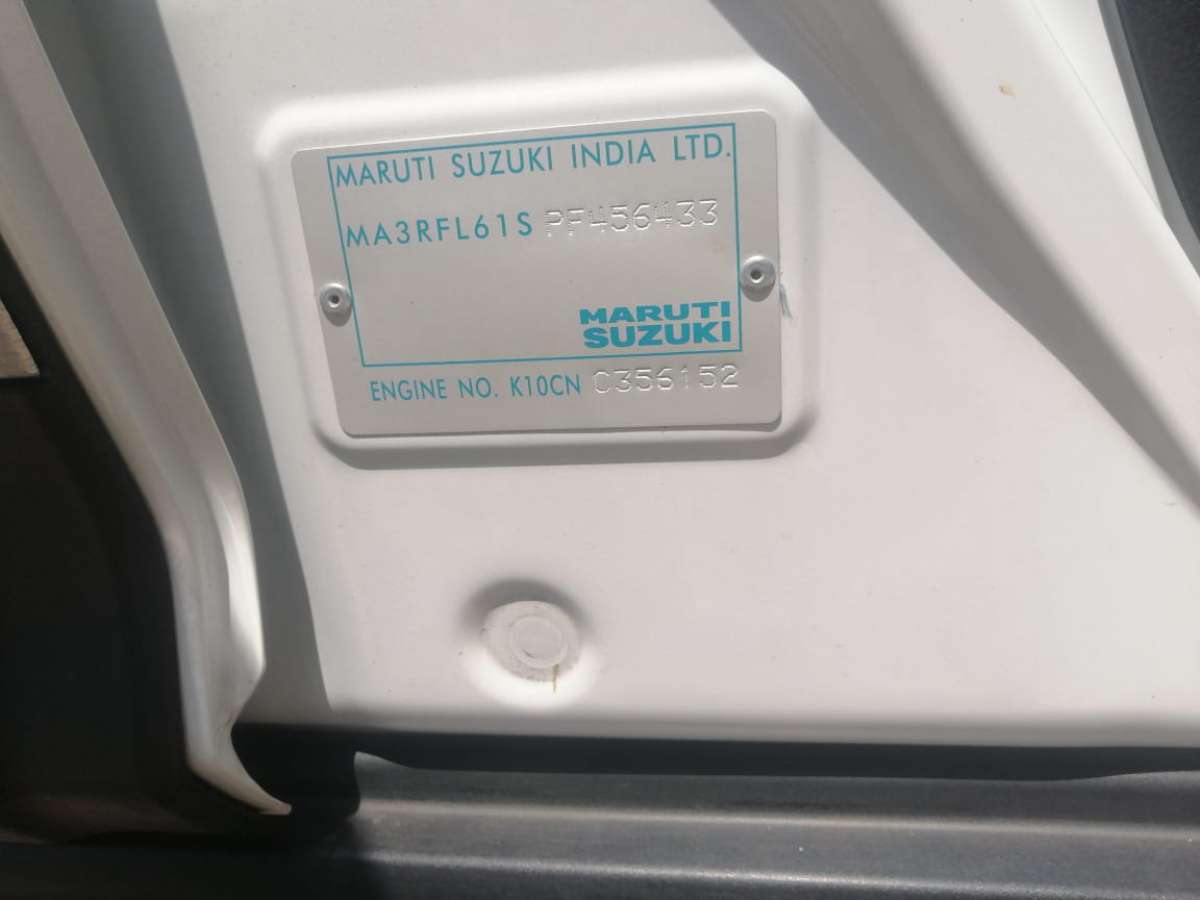 MARUTI SUZUKI INDIA LTD.
MA3RFL61S PF456433
MARUTI
SUZUKI
ENGINE NO. K10CN C356152